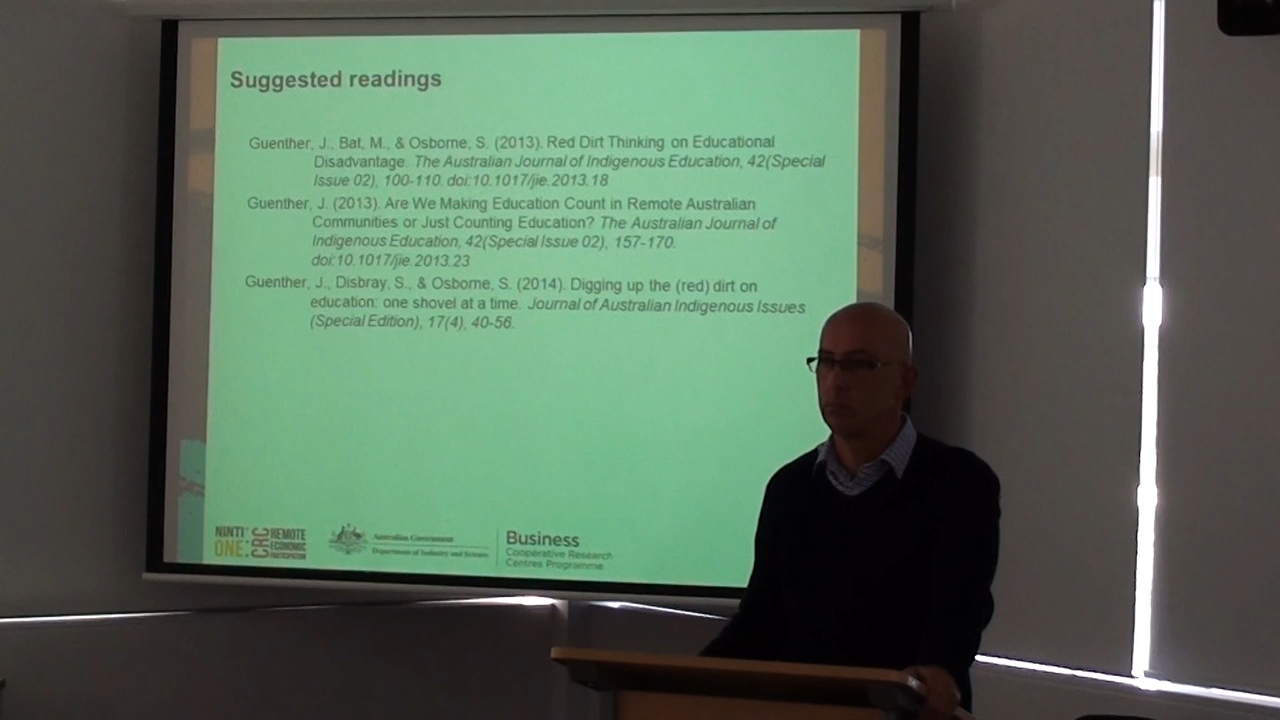 Suggested readings
Guenther, J., Bat, M., & Osborne, S. (2013). Red Dirt Thinking on Educational
Disadvantage. The Australian Journal of Indigenous Education, 42(Special
Issue 02), 100-110. doi:10.1017/jie.2013.18
Guenther, J. (2013). Are We Making Education Count in Remote Australian
Communities or Just Counting Education? The Australian Journal of
Indigenous Education, 42(Special Issue 02), 157-170.
doi:10.1017/jie.2013.23
Guenther, J., Disbray, S., & Osborne, S. (2014). Digging up the (red) dirt on
education: one shovel at a time. Journal of Australian Indigenous Issues
(Special Edition), 17(4), 40-56.
NINTI
ONE:
CRC
REMOTE
ECONOMIC
PARTICIPATION
Australian Government
Department of Industry and Science
Business
Cooperative Research
Centres Programme